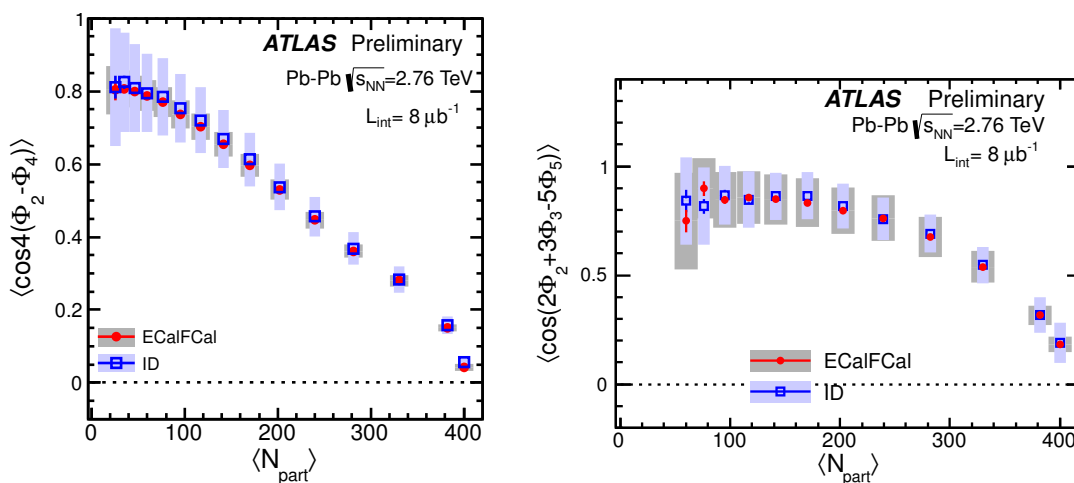 ⟨cos4(Φ₂-Φ₄)⟩
1
0.8
0.6
0.4
0.2
0
ATLAS Preliminary
Pb-Pb √sNN=2.76 TeV
Lint= 8 μb⁻¹
ECalFCal
ID
0 100 200 300 400
⟨Npart⟩
⟨cos(2Φ₂+3Φ₃-5Φ₅)⟩
1
0.5
0
ATLAS Preliminary
Pb-Pb √sNN=2.76 TeV
Lint= 8 μb⁻¹
ECalFCal
ID
0 100 200 300 400
⟨Npart⟩